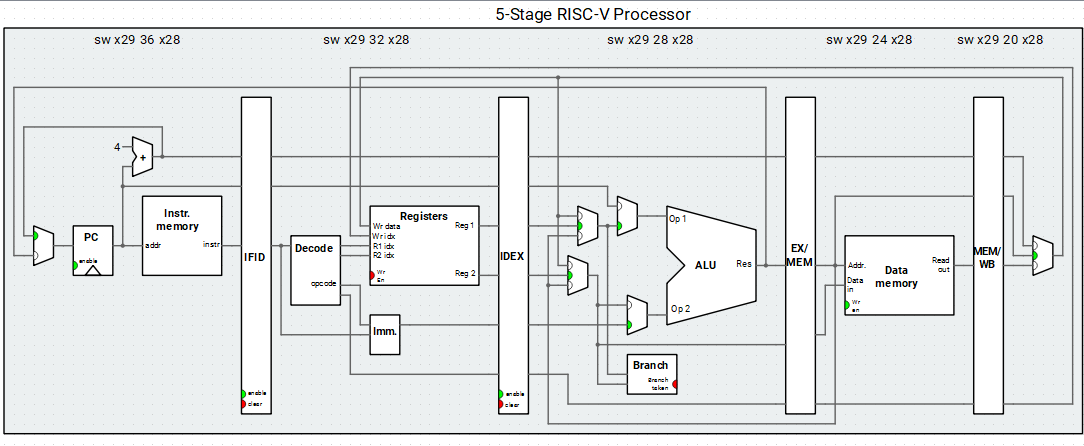 5-Stage RISC-V Processor
sw x29 36 x28
sw x29 32 x28
sw x29 28 x28
sw x29 24 x28
sw x29 20 x28
4
+
PC
enable
Instr.
memory
addr
instr
IFID
enable
clear
Decode
opcode
Registers
Wr data
Wr idx
R1 idx
R2 idx
Wr
En
Reg 1
Reg 2
Imm.
IDEX
enable
clear
Op 1
ALU
Res
Op 2
Branch
Branch
taken
EX/
MEM
Addr.
Data
in
Wr
en
Data
memory
Read
out
MEM/
WB